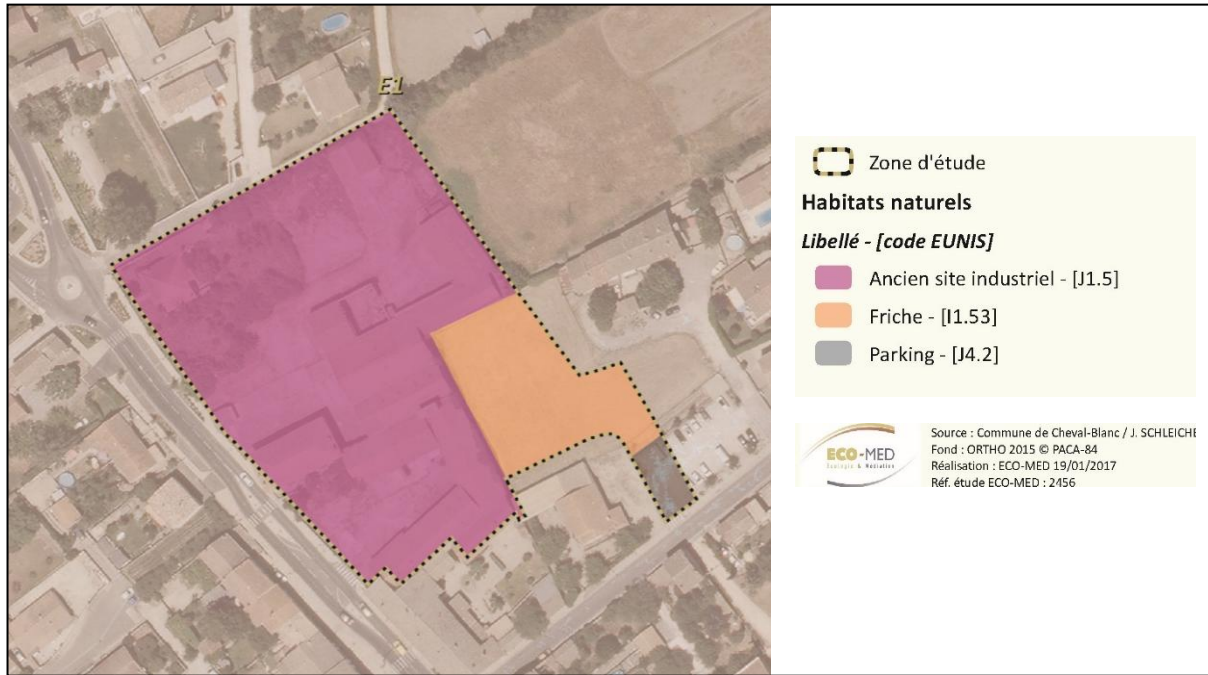 E1
Zone d'étude
Habitats naturels
Libellé - [code EUNIS]
Ancien site industriel - [J1.5]
Friche - [I1.53]
Parking - [J4.2]
ECO-MED
Ecologie & Médiation
Source : Commune de Cheval-Blanc / J. SCHLEICHE
Fond : ORTHO 2015 © PACA-84
Réalisation : ECO-MED 19/01/2017
Réf. étude ECO-MED : 2456